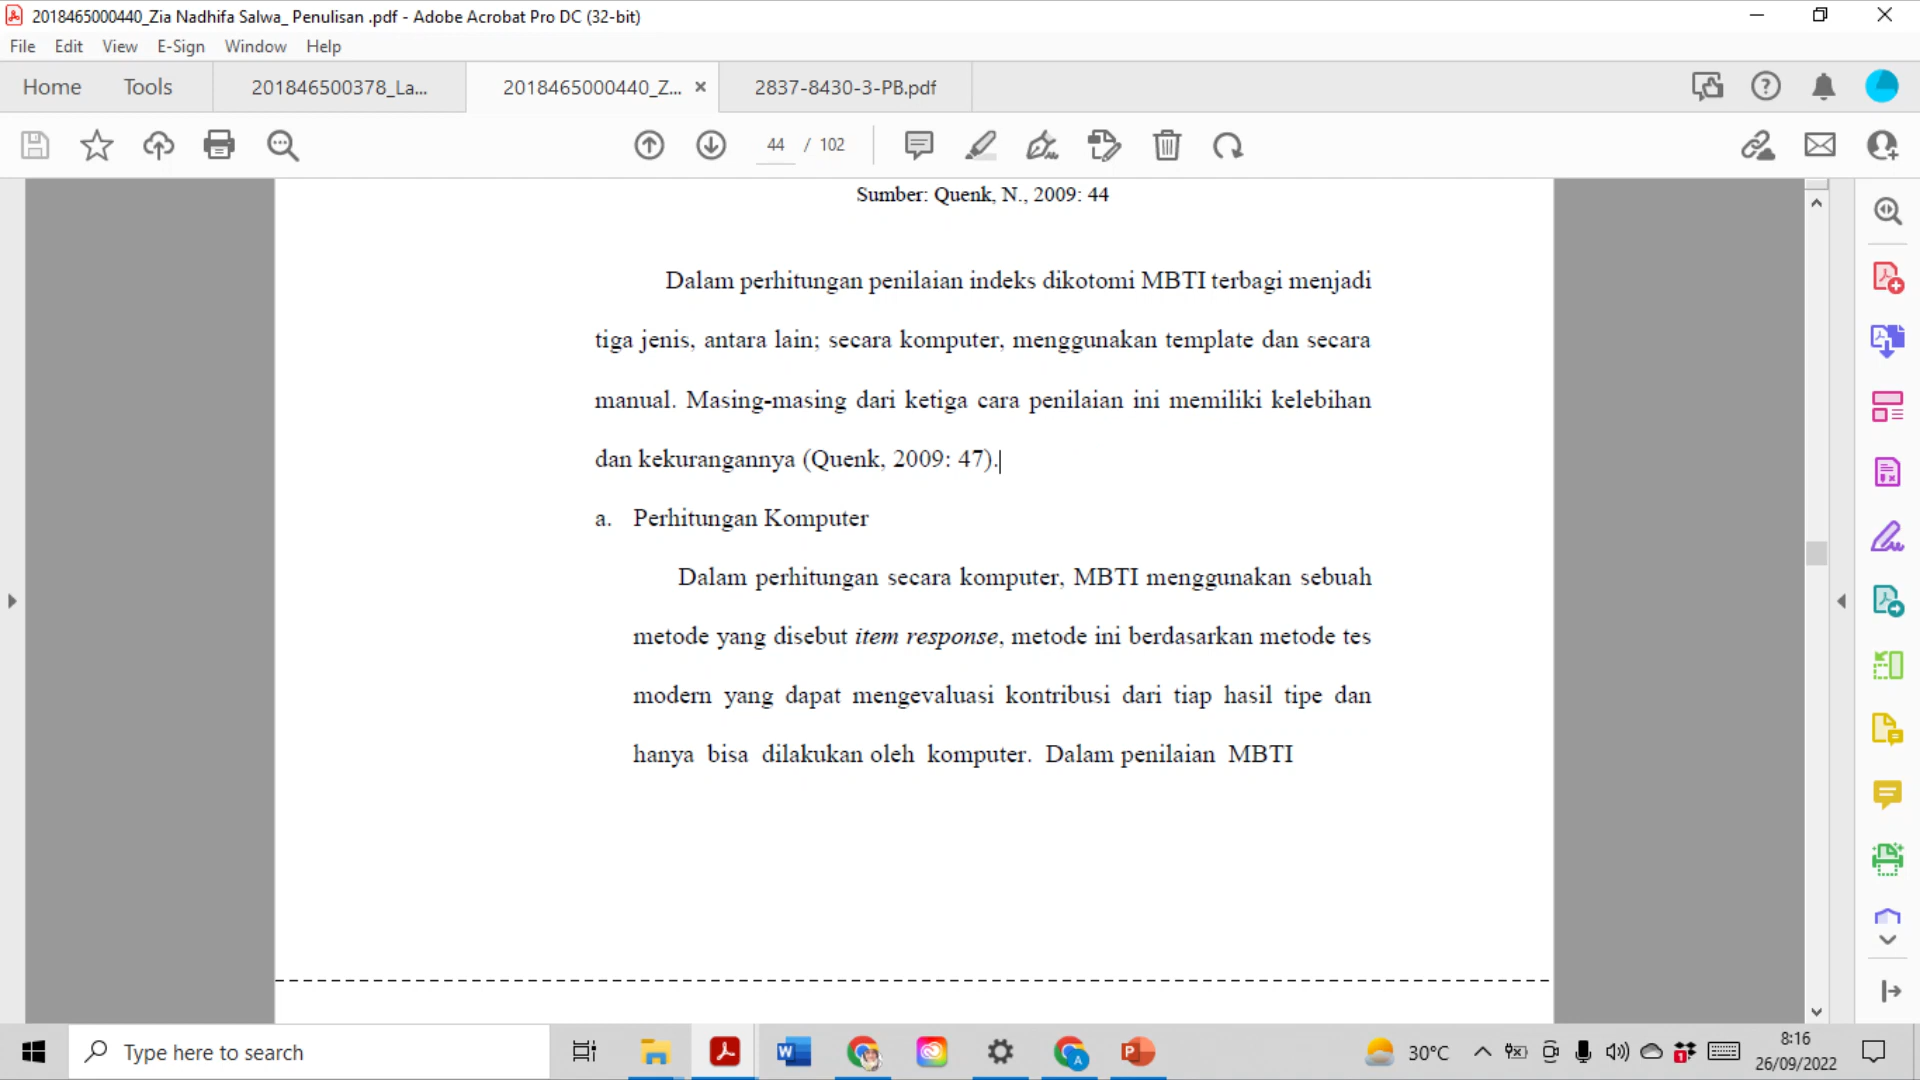 2018465000440_Zia Nadhifa Salwa_ Penulisan .pdf - Adobe Acrobat Pro DC (32-bit)
File Edit View E-Sign Window Help
Home Tools 201846500378_La... 2018465000440_Z... × 2837-8430-3-PB.pdf
44 / 102
Sumber: Quenk, N., 2009: 44
Dalam perhitungan penilaian indeks dikotomi MBTI terbagi menjadi
tiga jenis, antara lain; secara komputer, menggunakan template dan secara
manual. Masing-masing dari ketiga cara penilaian ini memiliki kelebihan
dan kekurangannya (Quenk, 2009: 47).
a. Perhitungan Komputer
Dalam perhitungan secara komputer, MBTI menggunakan sebuah
metode yang disebut item response, metode ini berdasarkan metode tes
modern yang dapat mengevaluasi kontribusi dari tiap hasil tipe dan
hanya bisa dilakukan oleh komputer. Dalam penilaian MBTI
Type here to search
30°C
8:16
26/09/2022